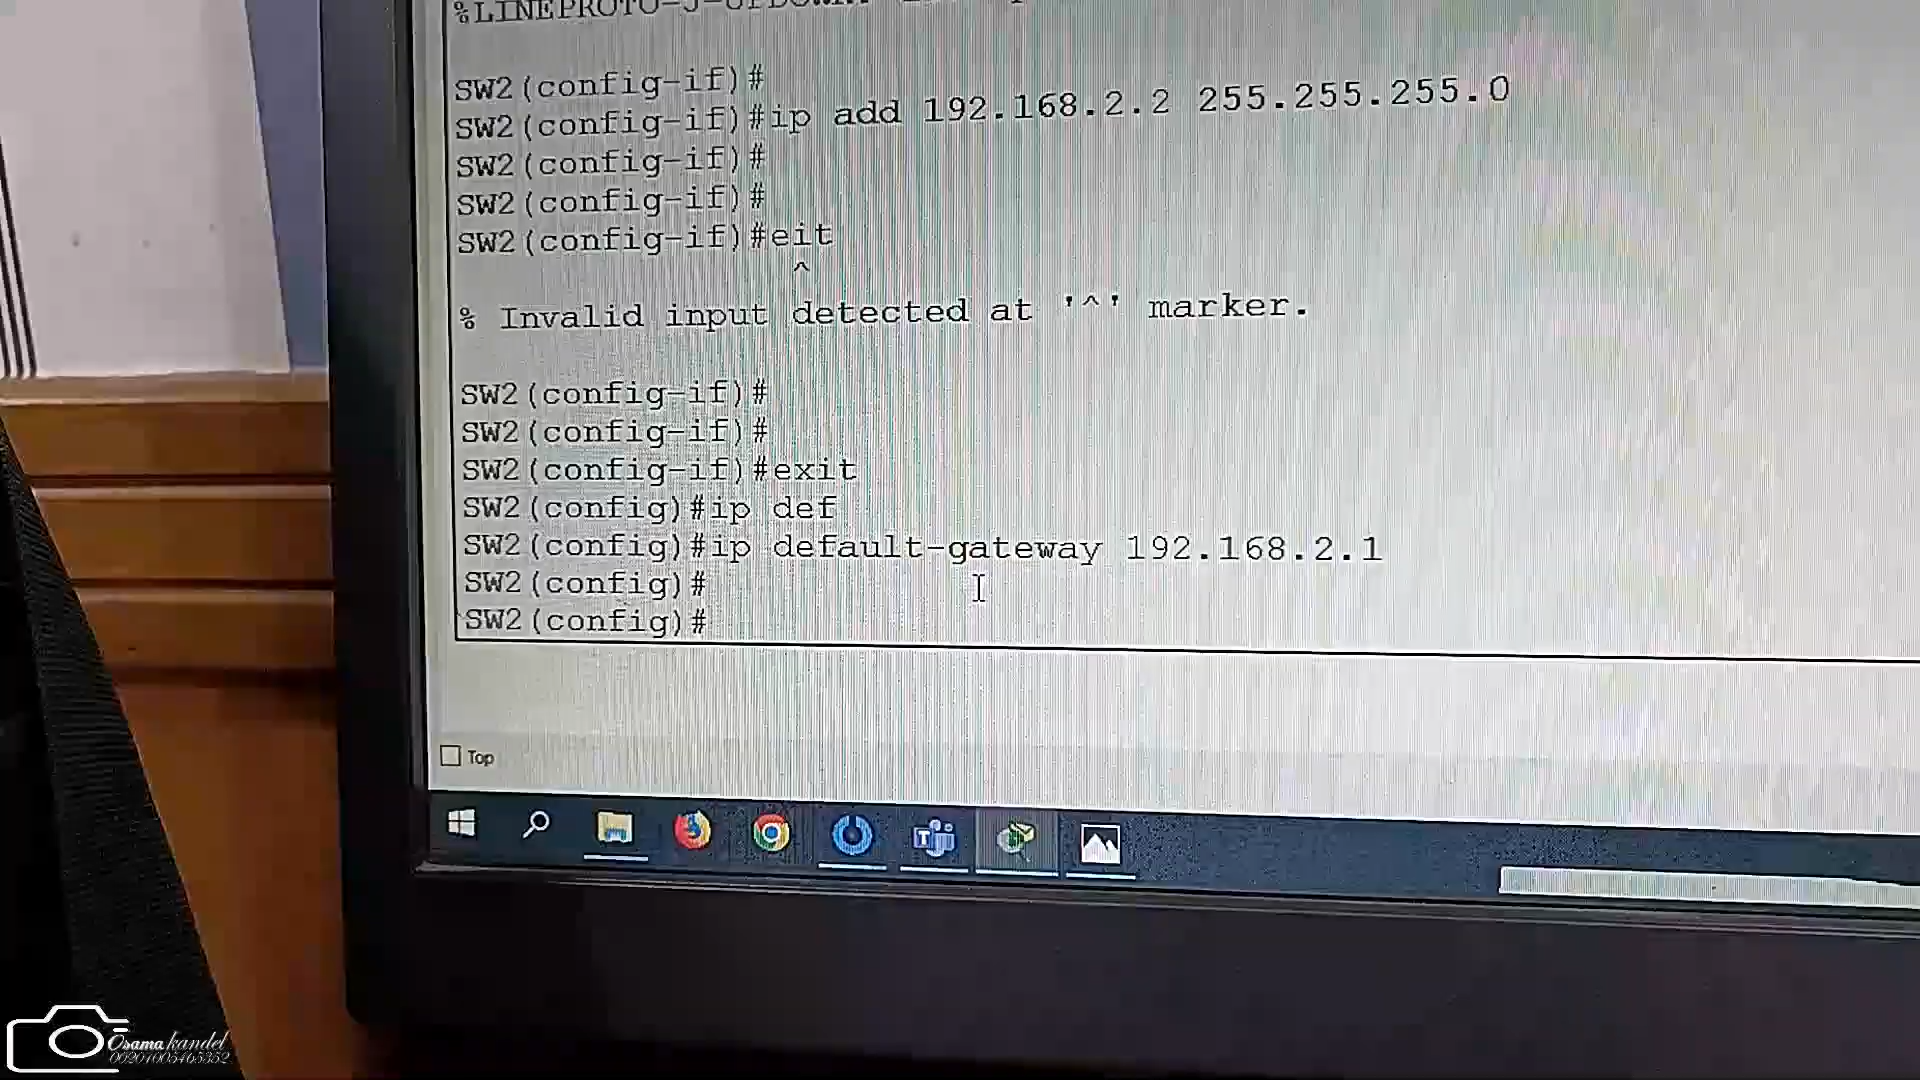 SW2(config-if)#
SW2(config-if)#ip add 192.168.2.2 255.255.255.0
SW2(config-if)#
SW2(config-if)#
SW2(config-if)#eit
^
% Invalid input detected at '^' marker.
SW2(config-if)#
SW2(config-if)#
SW2(config-if)#exit
SW2(config)#ip def
SW2(config)#ip default-gateway 192.168.2.1
SW2(config)#
SW2(config)#
Top
Osama kandel
00201005465352